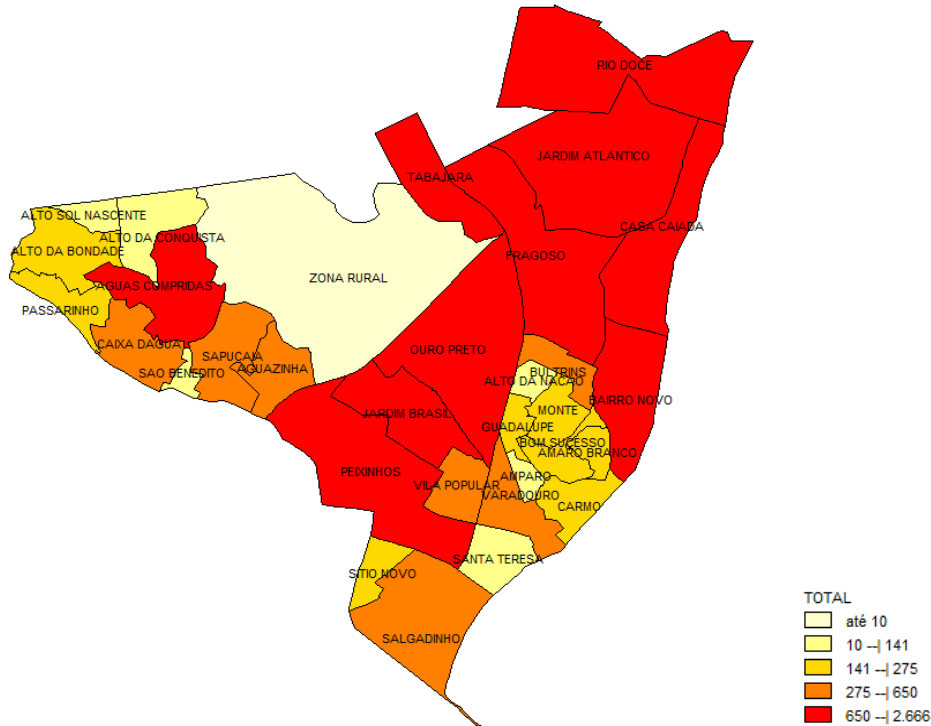 RIO DOCE
JARDIM ATLANTICO
TABAJARA
ALTO SOL NASCENTE
CASA CAIADA
ALTO DA CONQUISTA
ALTO DA BONDADE
FRAGOSO
ZONA RURAL
AGUAS COMPRIDAS
PASSARINHO
CAIXA DAGUA
OURO PRETO
SAPUCAIA
AGUAZINHA
SAO BENEDITO
BULTRINS
ALTO DA NACAO
BAIRRO NOVO
JARDIM BRASIL
MONTE
GUADALUPE
BOM SUCESSO
AMARO BRANCO
PEIXINHOS
AMPARO
VILA POPULAR
VARADOURO
CARMO
SANTA TERESA
SITIO NOVO
SALGADINHO
TOTAL
até 10
10 --| 141
141 --| 275
275 --| 650
650 --| 2.666